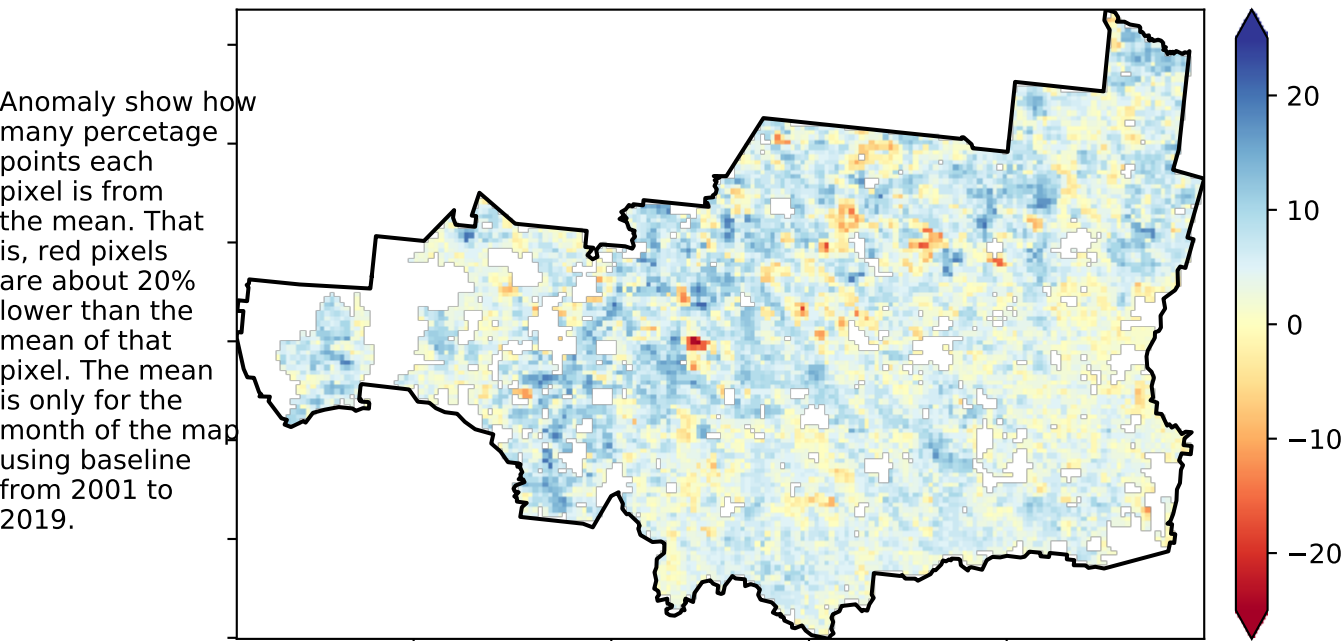 Anomaly show how
many percetage
points each
pixel is from
the mean. That
is, red pixels
are about 20%
lower than the
mean of that
pixel. The mean
is only for the
month of the map
using baseline
from 2001 to
2019.
20
10
0
−10
−20